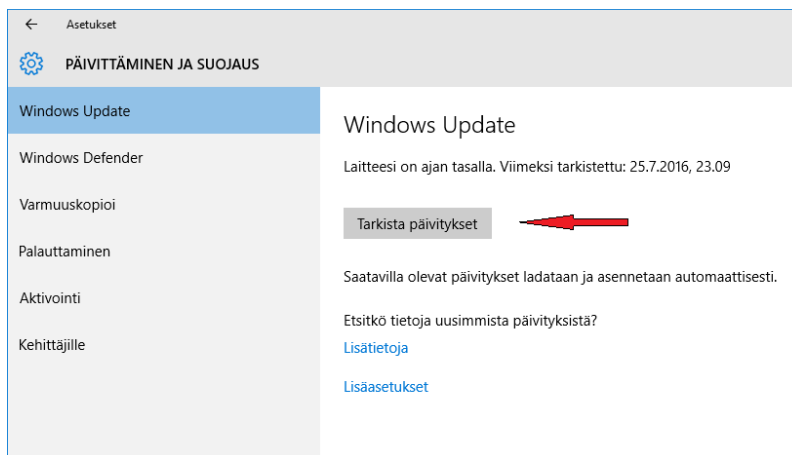 Asetukset
PÄIVITTÄMINEN JA SUOJAUS
Windows Update
Windows Defender
Varmuuskopioi
Palauttaminen
Aktivointi
Kehittäjille
Windows Update
Laitteesi on ajan tasalla. Viimeksi tarkistettu: 25.7.2016, 23.09
Tarkista päivitykset
Saatavilla olevat päivitykset ladataan ja asennetaan automaattisesti.
Etsitkö tietoja uusimmista päivityksistä?
Lisätietoja
Lisäasetukset